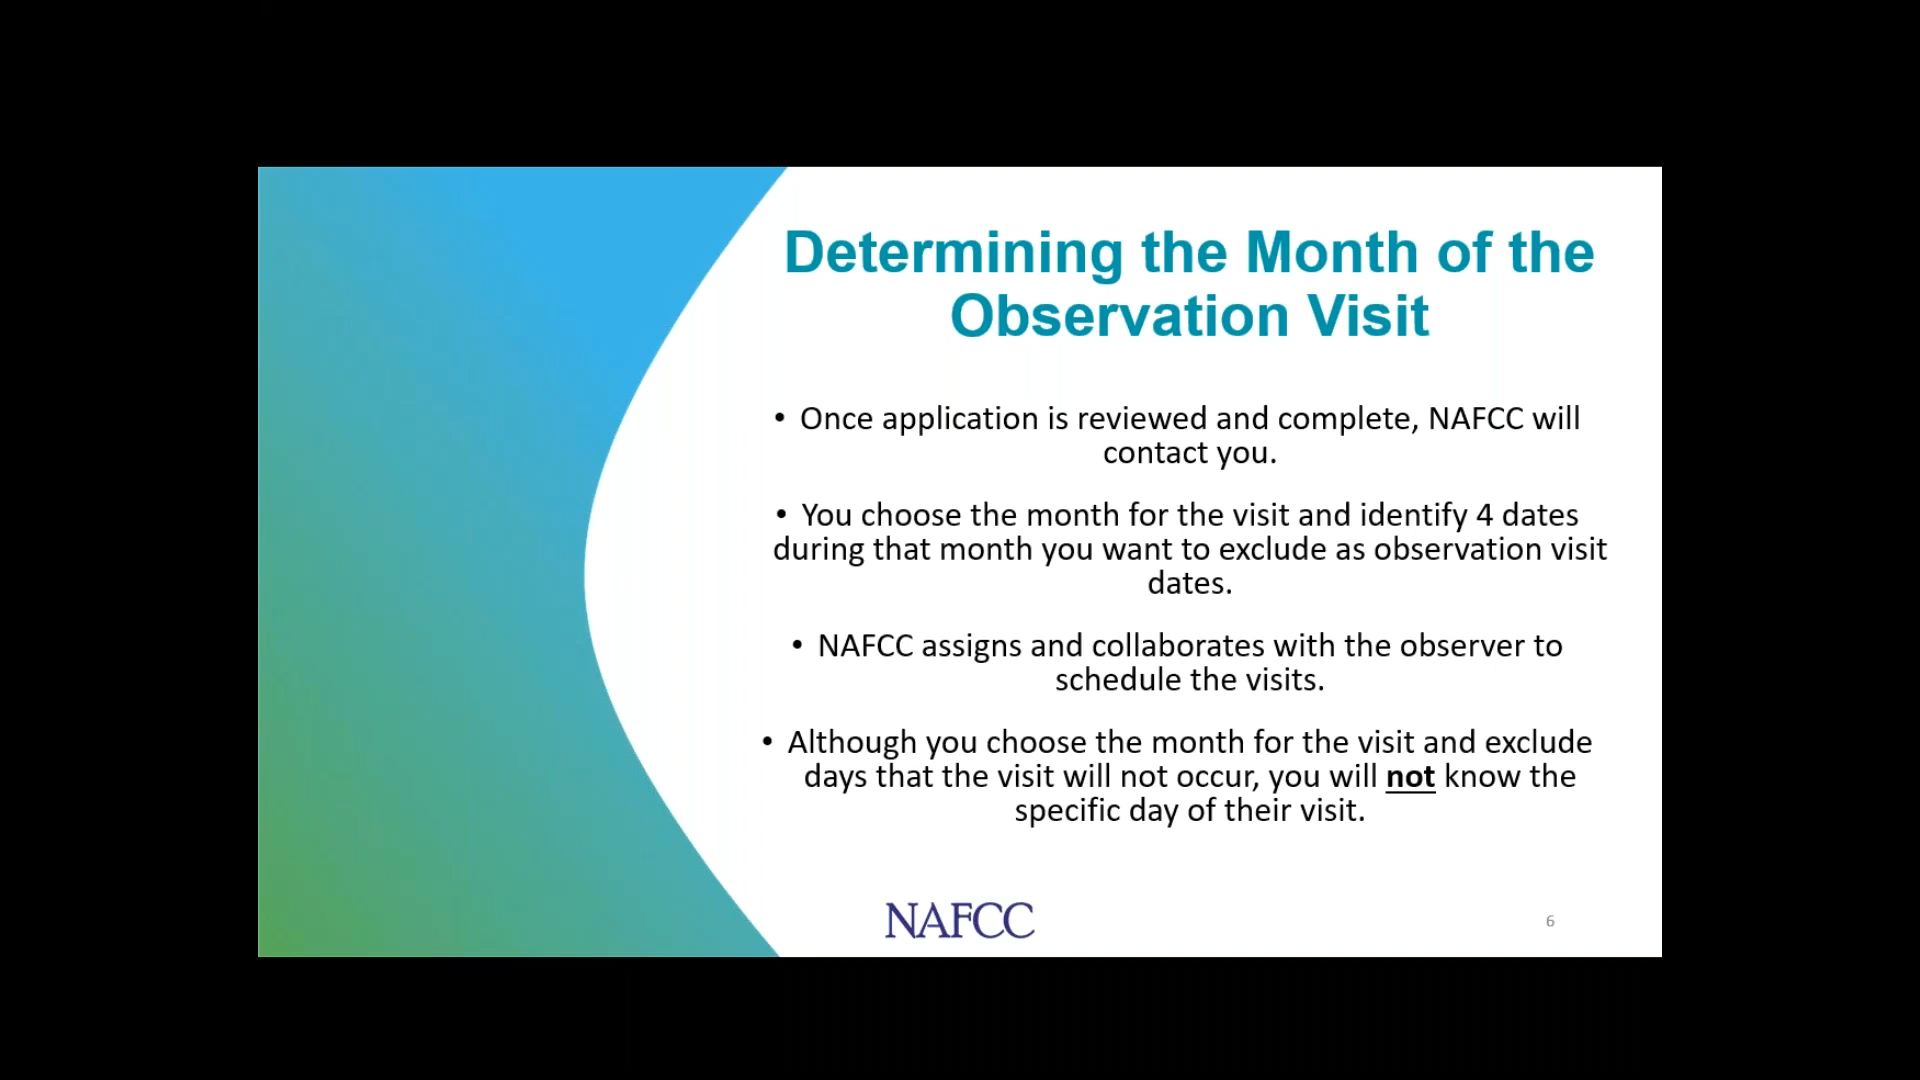 Determining the Month of the
Observation Visit
• Once application is reviewed and complete, NAFCC will
contact you.
• You choose the month for the visit and identify 4 dates
during that month you want to exclude as observation visit
dates.
• NAFCC assigns and collaborates with the observer to
schedule the visits.
• Although you choose the month for the visit and exclude
days that the visit will not occur, you will not know the
specific day of their visit.
NAFCC
6